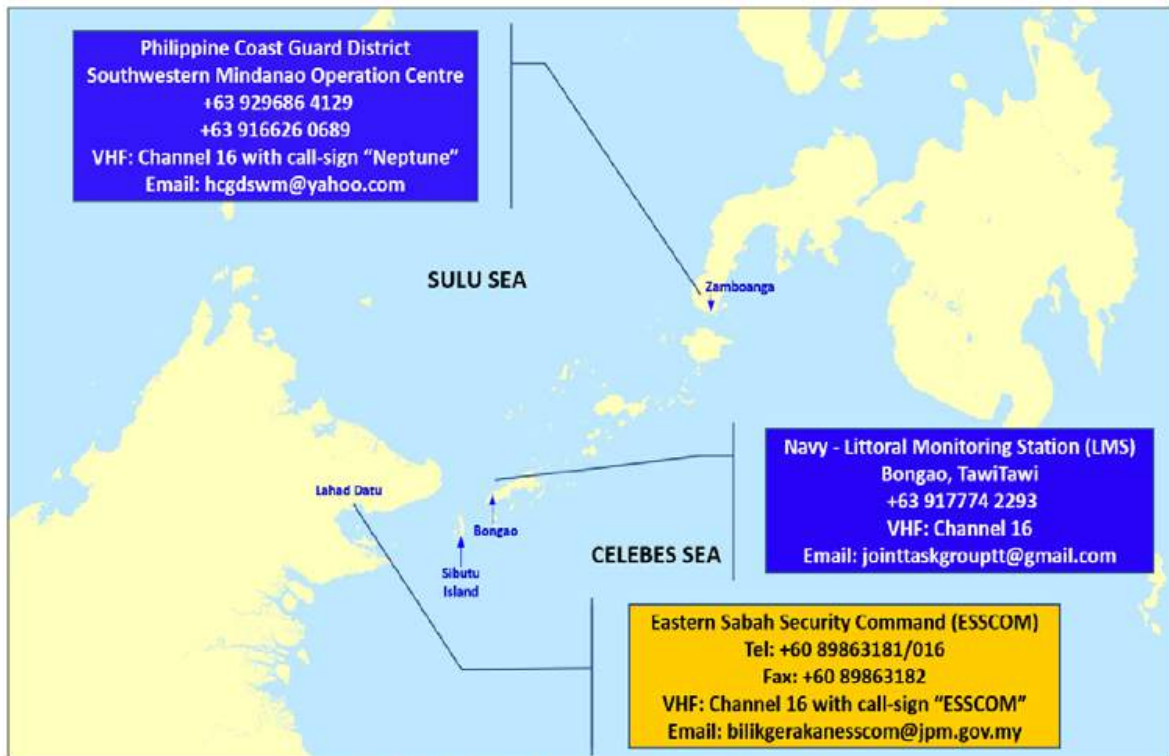 Philippine Coast Guard District
Southwestern Mindanao Operation Centre
+63 929686 4129
+63 916626 0689
VHF: Channel 16 with call-sign “Neptune”
Email: hcgdswm@yahoo.com
SULU SEA
Zamboanga
Navy - Littoral Monitoring Station (LMS)
Bongao, TawiTawi
+63 917774 2293
VHF: Channel 16
Email: jointtaskgrouptt@gmail.com
Lahad Datu
Bongao
CELEBES SEA
Sibutu
Island
Eastern Sabah Security Command (ESSCOM)
Tel: +60 89863181/016
Fax: +60 89863182
VHF: Channel 16 with call-sign “ESSCOM”
Email: bilikgerakanesscom@jpm.gov.my